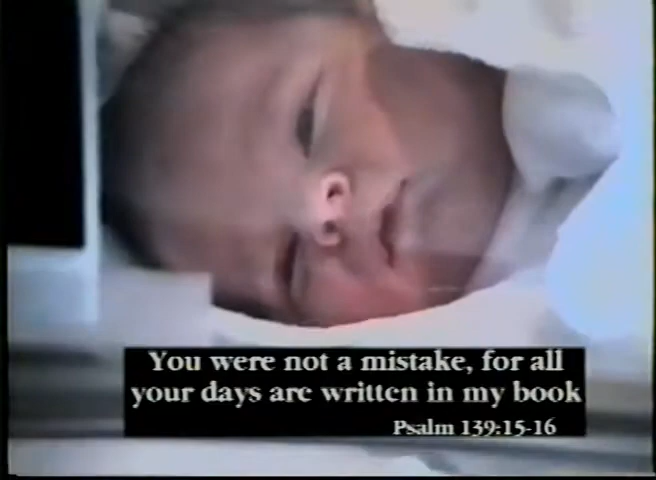 You were not a mistake, for all
your days are written in my book
Psalm 139:15-16